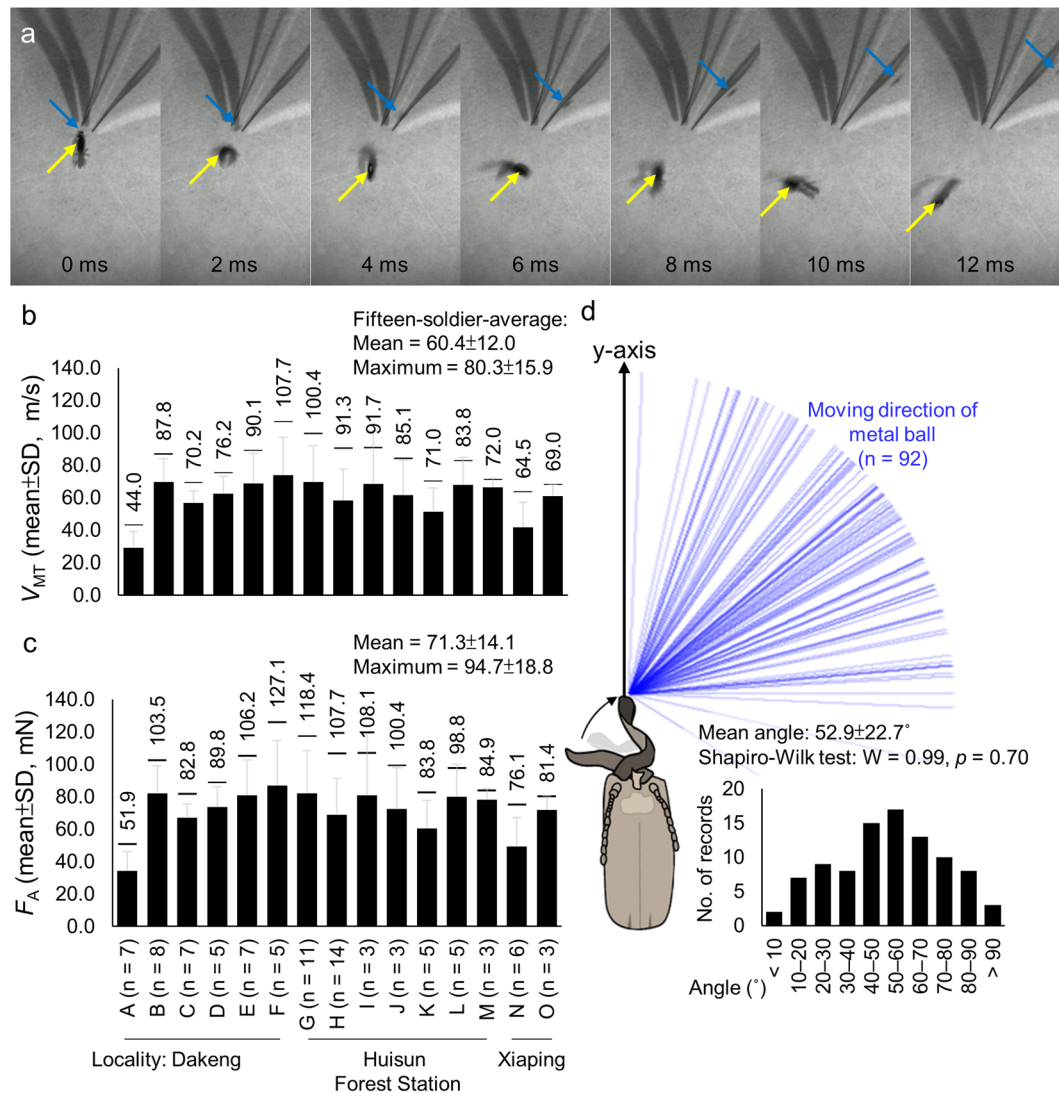 a
0 ms
2 ms
4 ms
6 ms
8 ms
10 ms
12 ms
b
Fifteen-soldier-average:
Mean = 60.4±12.0
Maximum = 80.3±15.9
V_MT (mean±SD, m/s)
140.0
120.0
100.0
80.0
60.0
40.0
20.0
0.0
44.0
87.8
70.2
76.2
90.1
107.7
100.4
91.3
91.7
85.1
71.0
83.8
72.0
64.5
69.0
c
Mean = 71.3±14.1
Maximum = 94.7±18.8
F_A (mean±SD, mN)
140.0
120.0
100.0
80.0
60.0
40.0
20.0
0.0
51.9
103.5
82.8
89.8
106.2
127.1
118.4
107.7
108.1
100.4
83.8
98.8
84.9
76.1
81.4
A (n = 7)
B (n = 8)
C (n = 7)
D (n = 5)
E (n = 7)
F (n = 5)
G (n = 11)
H (n = 14)
I (n = 3)
J (n = 3)
K (n = 5)
L (n = 5)
M (n = 3)
N (n = 6)
O (n = 3)
Locality: Dakeng
Huisun
Forest Station
Xiaping
d
y-axis
Moving direction of
metal ball
(n = 92)
Mean angle: 52.9±22.7˚
Shapiro-Wilk test: W = 0.99, p = 0.70
No. of records
20
15
10
5
0
Angle (˚)
< 10
10–20
20–30
30–40
40–50
50–60
60–70
70–80
80–90
> 90